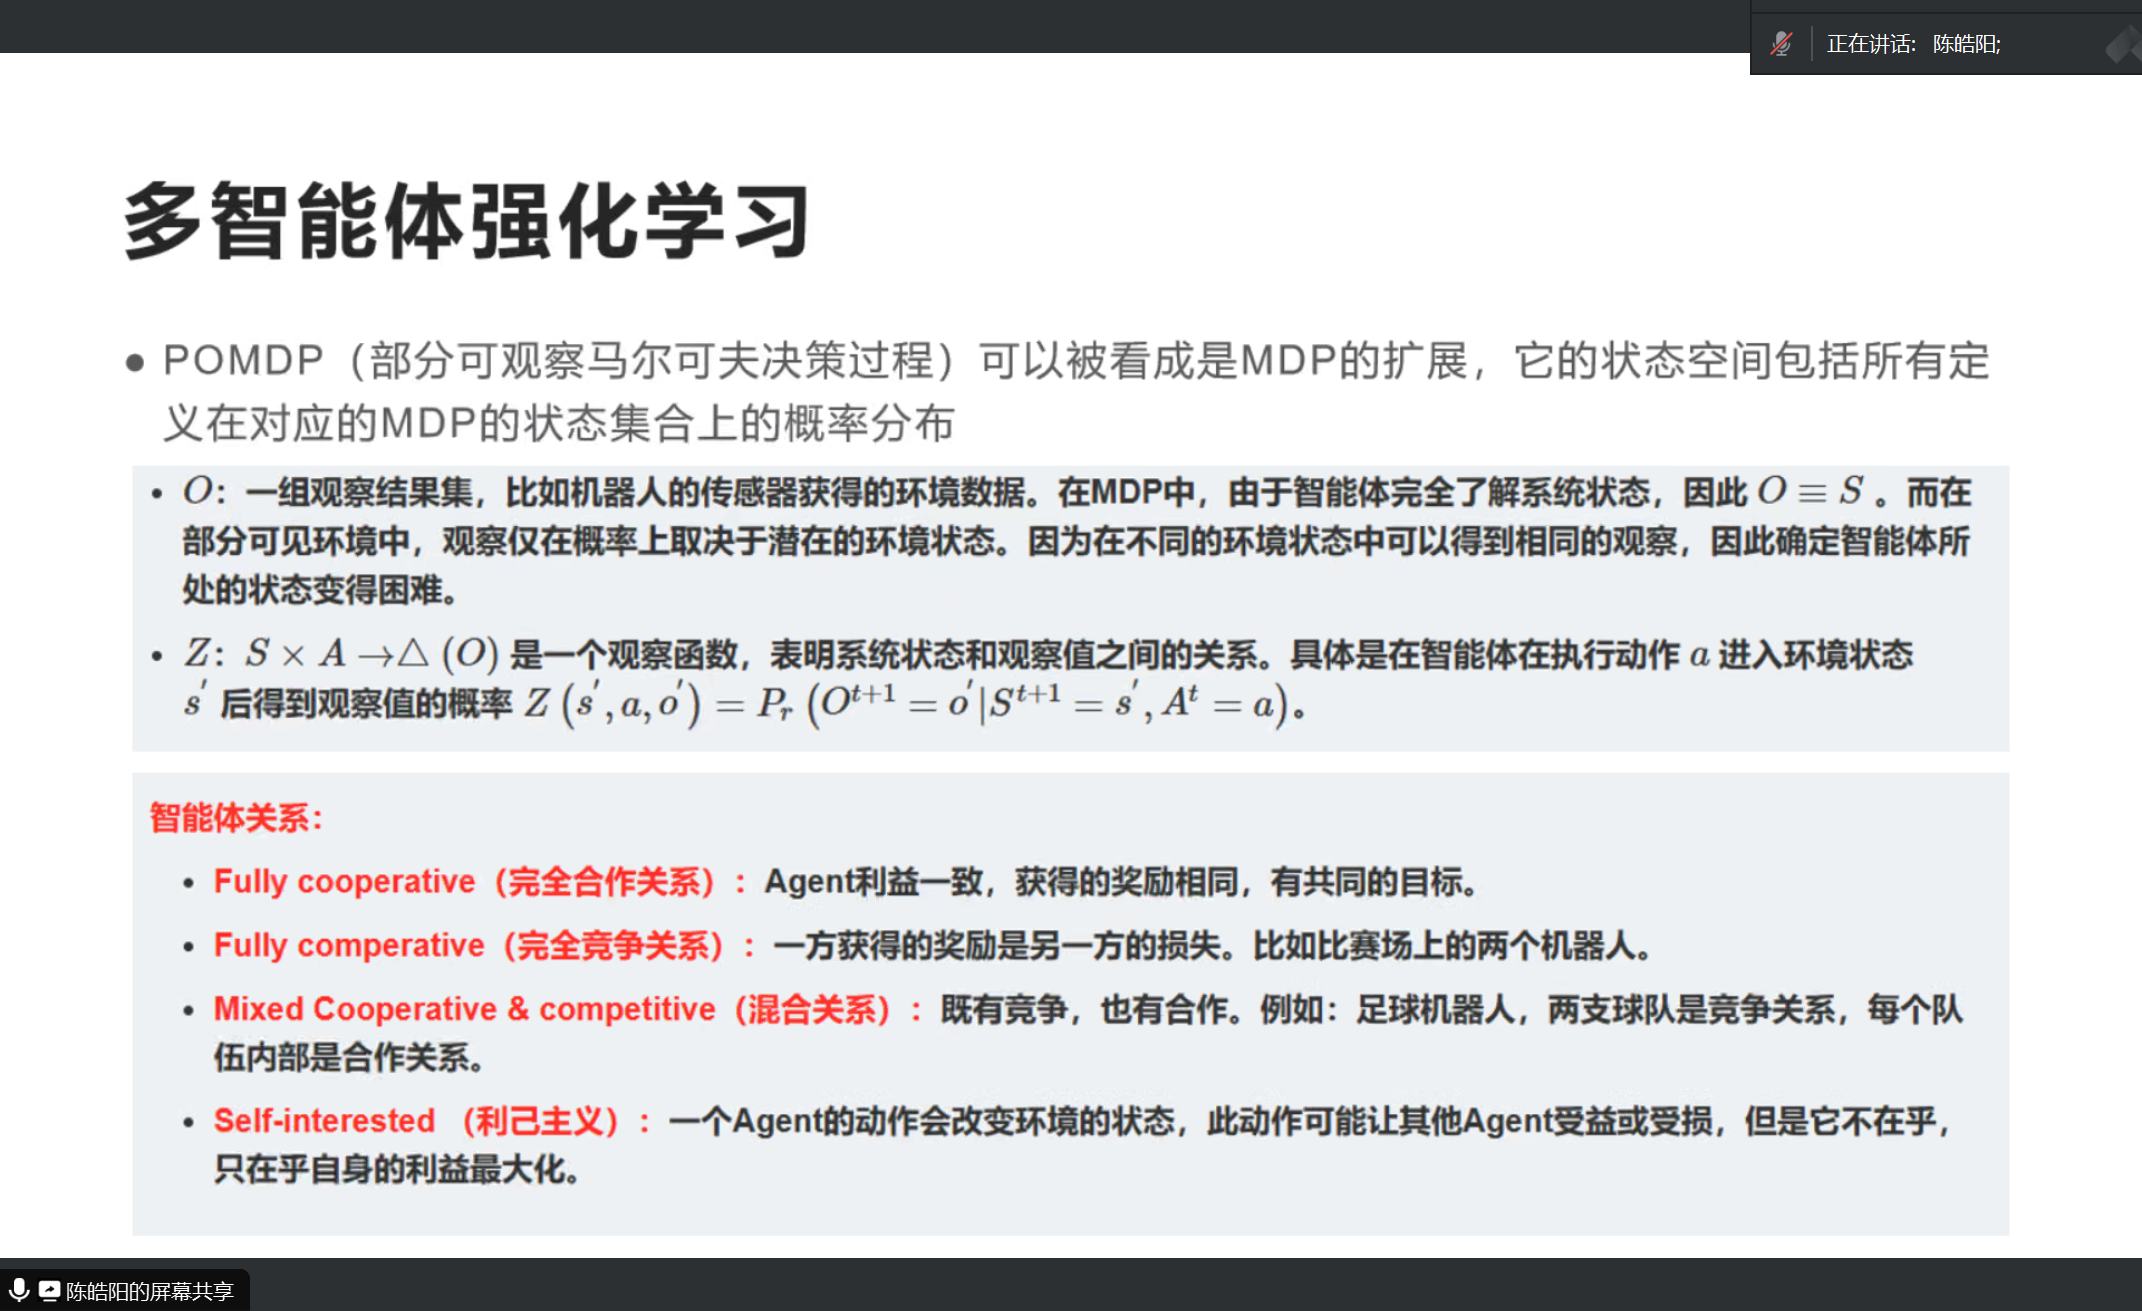 正在讲话: 陈皓阳;
多智能体强化学习
● POMDP（部分可观察马尔可夫决策过程）可以被看成是MDP的扩展，它的状态空间包括所有定
义在对应的MDP的状态集合上的概率分布
• O：一组观察结果集，比如机器人的传感器获得的环境数据。在MDP中，由于智能体完全了解系统状态，因此 O ≡ S 。而在
部分可见环境中，观察仅在概率上取决于潜在的环境状态。因为在不同的环境状态中可以得到相同的观察，因此确定智能体所
处的状态变得困难。
• Z：S × A →△ (O) 是一个观察函数，表明系统状态和观察值之间的关系。具体是在智能体在执行动作 a 进入环境状态
s′ 后得到观察值的概率 Z (s′, a, o′) = Pr (O^{t+1} = o′|S^{t+1} = s′, A^t = a)。
智能体关系：
• Fully cooperative（完全合作关系）：Agent利益一致，获得的奖励相同，有共同的目标。
• Fully comperative（完全竞争关系）：一方获得的奖励是另一方的损失。比如比赛场上的两个机器人。
• Mixed Cooperative & competitive（混合关系）：既有竞争，也有合作。例如：足球机器人，两支球队是竞争关系，每个队
伍内部是合作关系。
• Self-interested （利己主义）：一个Agent的动作会改变环境的状态，此动作可能让其他Agent受益或受损，但是它不在乎，
只在乎自身的利益最大化。
陈皓阳的屏幕共享